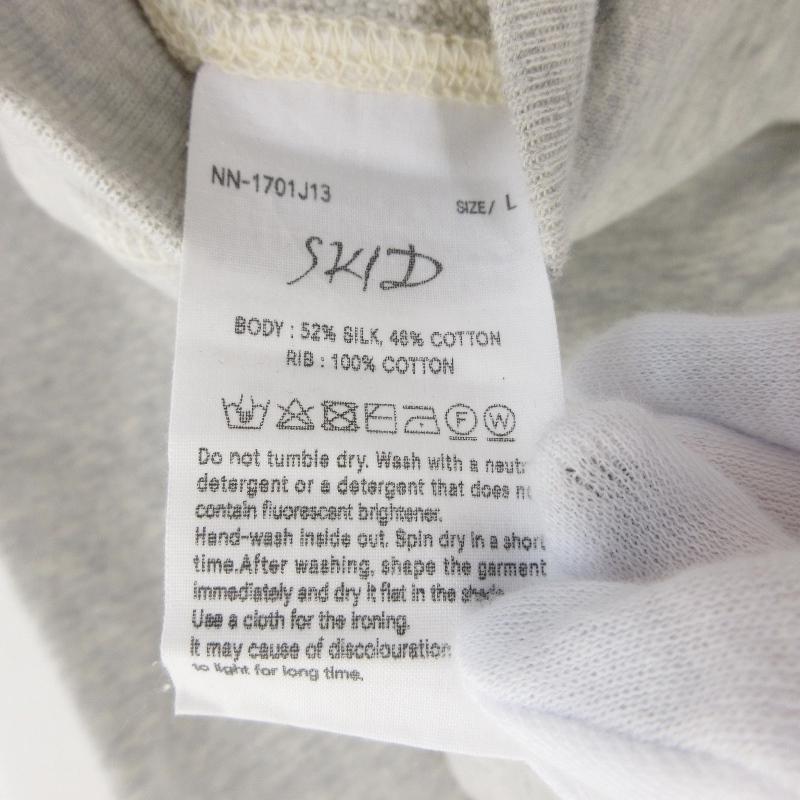 NN-1701J13
SIZE/ L
SKID
BODY : 52% SILK, 48% COTTON
RIB : 100% COTTON
F W
Do not tumble dry. Wash with a neutr
detergent or a detergent that does n
contain fluorescent brightener.
Hand-wash inside out. Spin dry in a short
time.After washing, shape the garment
immediately and dry it flat in the shade.
Use a cloth for the ironing.
It may cause of discolouration
to light for long time.